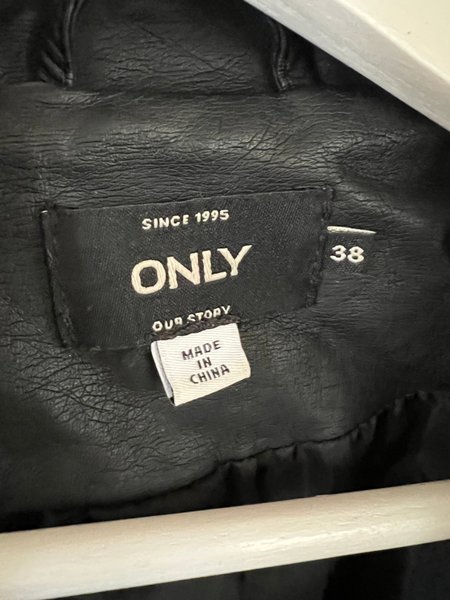 SINCE 1995
ONLY
38
OUR STORY
MADE
IN
CHINA